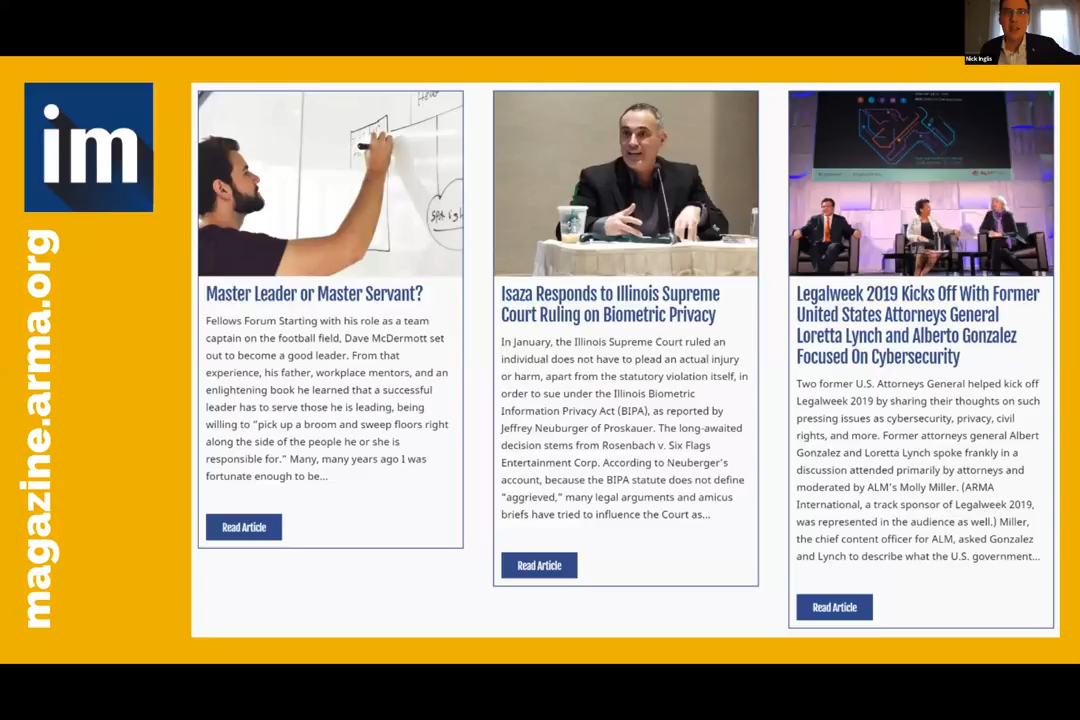 Nick Inglis
im
magazine.arma.org
Master Leader or Master Servant?
Fellows Forum Starting with his role as a team
captain on the football field, Dave McDermott set
out to become a good leader. From that
experience, his father, workplace mentors, and an
enlightening book he learned that a successful
leader has to serve those he is leading, being
willing to “pick up a broom and sweep floors right
along the side of the people he or she is
responsible for.” Many, many years ago I was
fortunate enough to be...
Read Article
Isaza Responds to Illinois Supreme
Court Ruling on Biometric Privacy
In January, the Illinois Supreme Court ruled an
individual does not have to plead an actual injury
or harm, apart from the statutory violation itself, in
order to sue under the Illinois Biometric
Information Privacy Act (BIPA), as reported by
Jeffrey Neuburger of Proskauer. The long-awaited
decision stems from Rosenbach v. Six Flags
Entertainment Corp. According to Neuburger’s
account, because the BIPA statute does not define
“aggrieved,” many legal arguments and amicus
briefs have tried to influence the Court as...
Read Article
Legalweek 2019 Kicks Off With Former
United States Attorneys General
Loretta Lynch and Alberto Gonzalez
Focused On Cybersecurity
Two former U.S. Attorneys General helped kick off
Legalweek 2019 by sharing their thoughts on such
pressing issues as cybersecurity, privacy, civil
rights, and more. Former attorneys general Albert
Gonzalez and Loretta Lynch spoke frankly in a
discussion attended primarily by attorneys and
moderated by ALM’s Molly Miller. (ARMA
International, a track sponsor of Legalweek 2019,
was represented in the audience as well.) Miller,
the chief content officer for ALM, asked Gonzalez
and Lynch to describe what the U.S. government...
Read Article